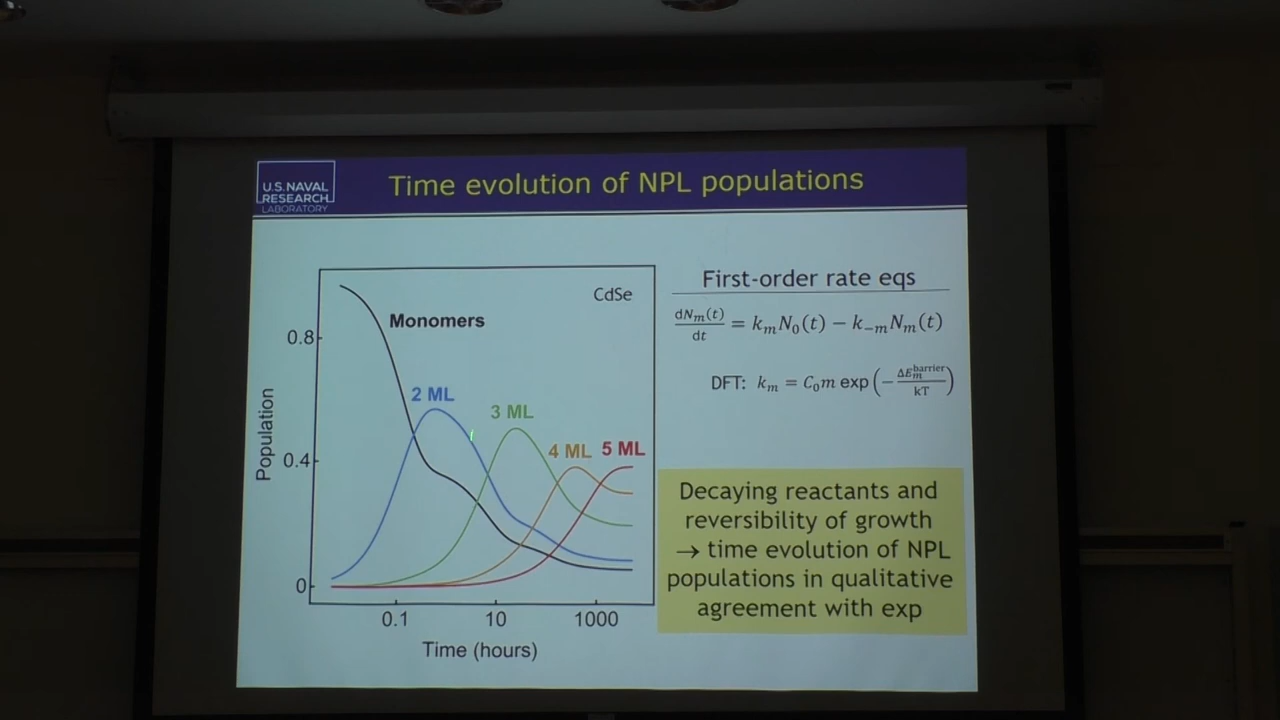 U.S. NAVAL
RESEARCH
LABORATORY
Time evolution of NPL populations
CdSe
Monomers
2 ML
3 ML
4 ML
5 ML
0.8
0.4
0
Population
0.1
10
1000
Time (hours)
First-order rate eqs
dN_m(t)/dt = k_m N_0(t) − k_{−m} N_m(t)
DFT: k_m = C_0 m exp(−ΔE_m^barrier/kT)
Decaying reactants and
reversibility of growth
→ time evolution of NPL
populations in qualitative
agreement with exp